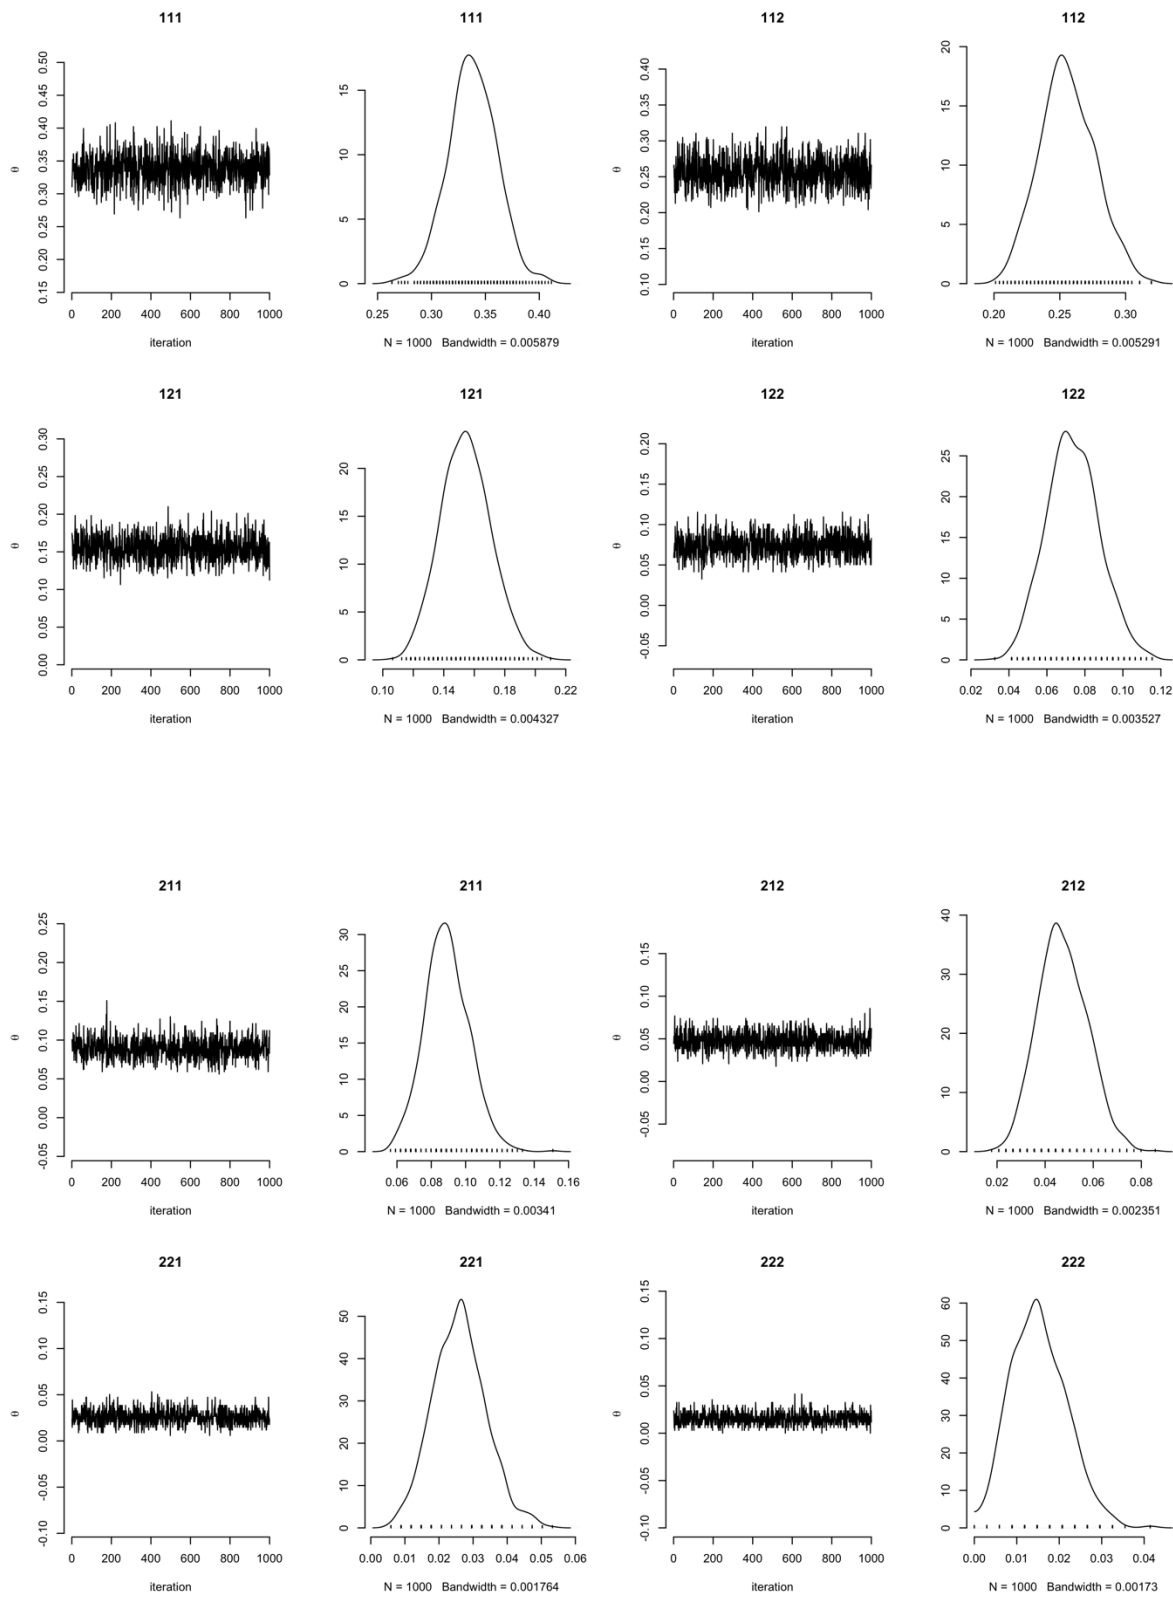 111 111 112 112
0.50 0.45 0.40 0.35 0.30 0.25 0.20 0.15
θ
0 200 400 600 800 1000
iteration
15 10 5 0
0.25 0.30 0.35 0.40
N = 1000 Bandwidth = 0.005879
0.40 0.35 0.30 0.25 0.20 0.15 0.10
θ
0 200 400 600 800 1000
iteration
20 15 10 5 0
0.20 0.25 0.30
N = 1000 Bandwidth = 0.005291
121 121 122 122
0.30 0.25 0.20 0.15 0.10 0.05 0.00
θ
0 200 400 600 800 1000
iteration
20 15 10 5 0
0.10 0.14 0.18 0.22
N = 1000 Bandwidth = 0.004327
0.20 0.15 0.10 0.05 0.00 -0.05
θ
0 200 400 600 800 1000
iteration
25 20 15 10 5 0
0.02 0.04 0.06 0.08 0.10 0.12
N = 1000 Bandwidth = 0.003527
211 211 212 212
0.25 0.20 0.15 0.10 0.05 0.00 -0.05
θ
0 200 400 600 800 1000
iteration
30 25 20 15 10 5 0
0.06 0.08 0.10 0.12 0.14 0.16
N = 1000 Bandwidth = 0.00341
0.15 0.10 0.05 0.00 -0.05
θ
0 200 400 600 800 1000
iteration
40 30 20 10 0
0.02 0.04 0.06 0.08
N = 1000 Bandwidth = 0.002351
221 221 222 222
0.15 0.10 0.05 0.00 -0.05 -0.10
θ
0 200 400 600 800 1000
iteration
50 40 30 20 10 0
0.00 0.01 0.02 0.03 0.04 0.05 0.06
N = 1000 Bandwidth = 0.001764
0.15 0.10 0.05 0.00 -0.05 -0.10
θ
0 200 400 600 800 1000
iteration
60 50 40 30 20 10 0
0.00 0.01 0.02 0.03 0.04
N = 1000 Bandwidth = 0.00173